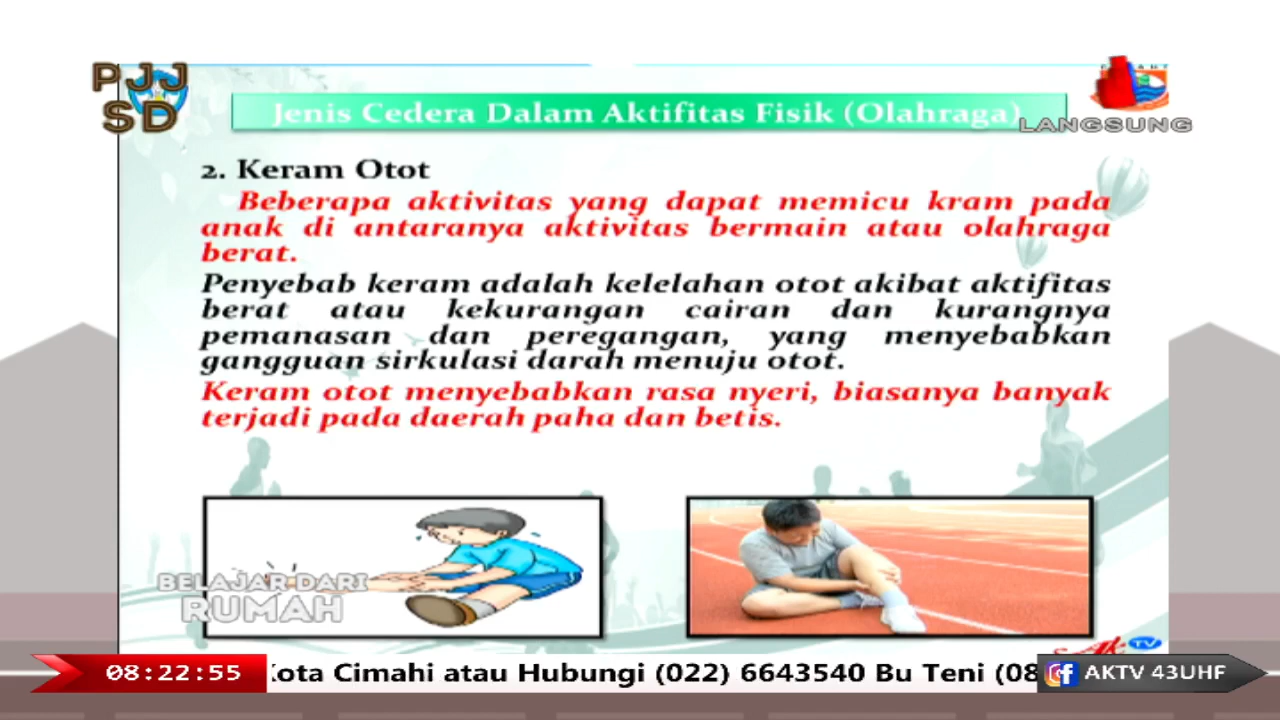 PJJ
SD
Jenis Cedera Dalam Aktifitas Fisik (Olahraga)
LANGSUNG
2. Keram Otot
Beberapa aktivitas yang dapat memicu kram pada
anak di antaranya aktivitas bermain atau olahraga
berat.
Penyebab keram adalah kelelahan otot akibat aktifitas
berat atau kekurangan cairan dan kurangnya
pemanasan dan peregangan, yang menyebabkan
gangguan sirkulasi darah menuju otot.
Keram otot menyebabkan rasa nyeri, biasanya banyak
terjadi pada daerah paha dan betis.
BELAJAR DARI
RUMAH
TV
08:22:55
Kota Cimahi atau Hubungi (022) 6643540 Bu Teni (08
AKTV 43UHF